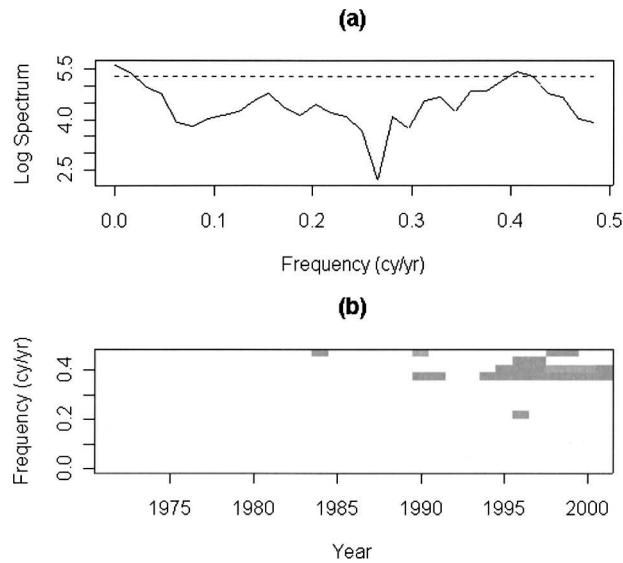 (a)
Log Spectrum
5.5
4.0
2.5
0.0 0.1 0.2 0.3 0.4 0.5
Frequency (cy/yr)
(b)
Frequency (cy/yr)
0.4
0.2
0.0
1975 1980 1985 1990 1995 2000
Year